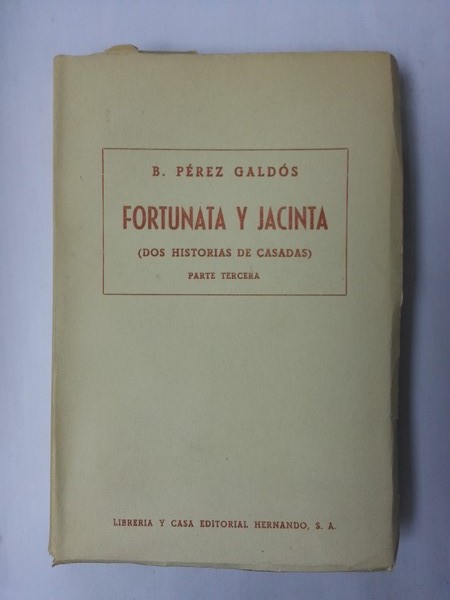 B. PÉREZ GALDÓS
FORTUNATA Y JACINTA
(DOS HISTORIAS DE CASADAS)
PARTE TERCERA
LIBRERIA Y CASA EDITORIAL HERNANDO, S. A.